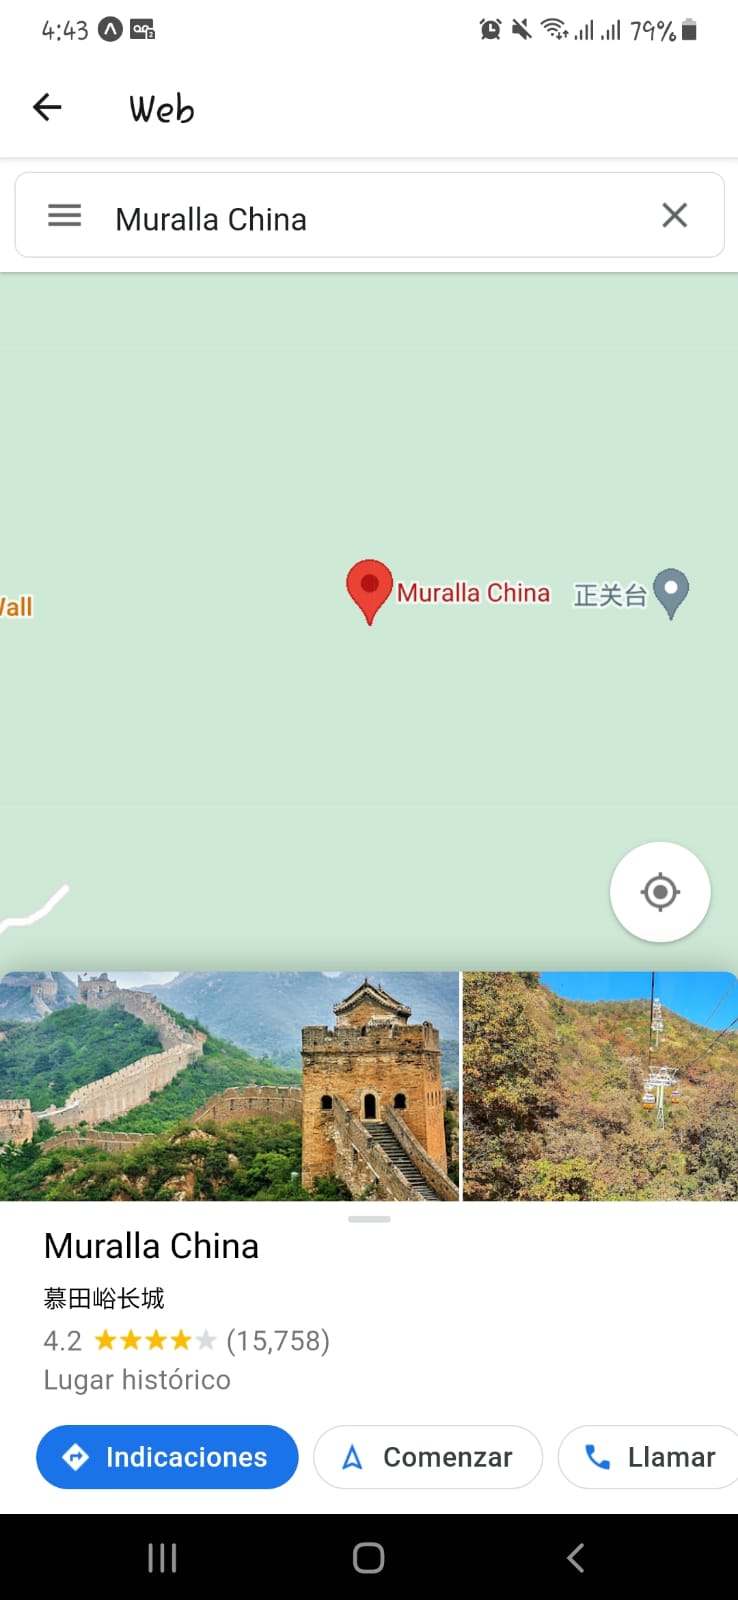 4:43 79%
Web
Muralla China
Muralla China 正关台
Wall
Muralla China
慕田峪长城
4.2 (15,758)
Lugar histórico
Indicaciones Comenzar Llamar